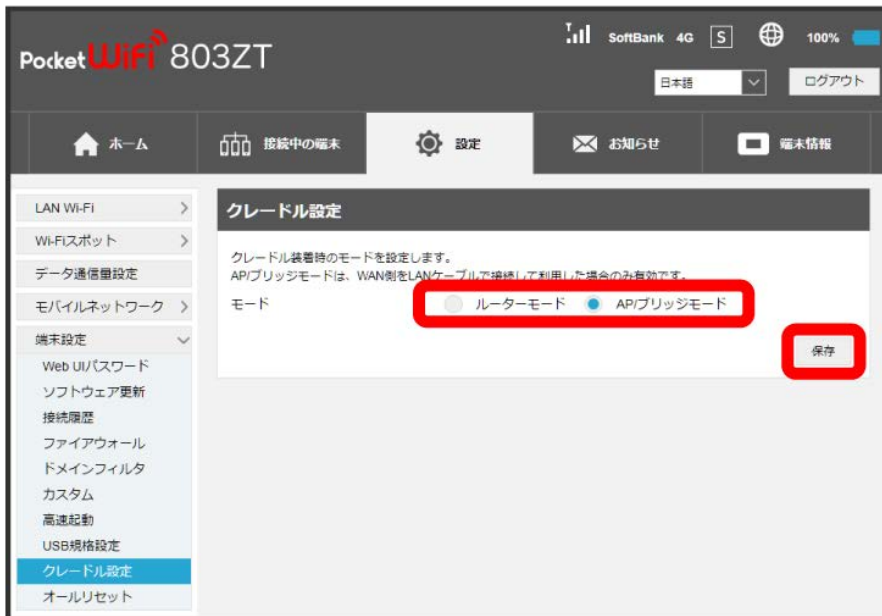 SoftBank 4G S 100%
Pocket WiFi 803ZT
日本語 ログアウト
ホーム 接続中の端末 設定 お知らせ 端末情報
LAN Wi-Fi
Wi-Fiスポット
データ通信量設定
モバイルネットワーク
端末設定
Web UIパスワード
ソフトウェア更新
接続履歴
ファイアウォール
ドメインフィルタ
カスタム
高速起動
USB規格設定
クレードル設定
オールリセット
クレードル設定
クレードル装着時のモードを設定します。
AP/ブリッジモードは、WAN側をLANケーブルで接続して利用した場合のみ有効です。
モード ルーターモード AP/ブリッジモード
保存